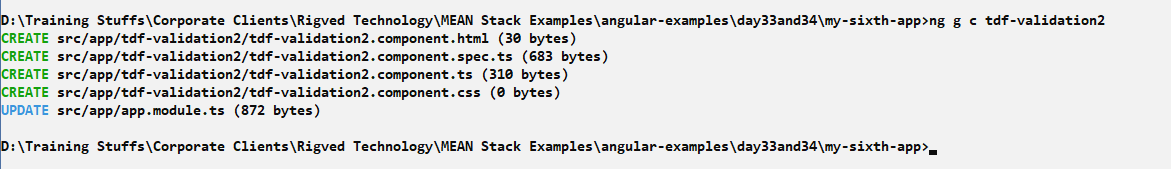 D:\Training Stuffs\Corporate Clients\Rigved Technology\MEAN Stack Examples\angular-examples\day33and34\my-sixth-app>ng g c tdf-validation2
CREATE src/app/tdf-validation2/tdf-validation2.component.html (30 bytes)
CREATE src/app/tdf-validation2/tdf-validation2.component.spec.ts (683 bytes)
CREATE src/app/tdf-validation2/tdf-validation2.component.ts (310 bytes)
CREATE src/app/tdf-validation2/tdf-validation2.component.css (0 bytes)
UPDATE src/app/app.module.ts (872 bytes)
D:\Training Stuffs\Corporate Clients\Rigved Technology\MEAN Stack Examples\angular-examples\day33and34\my-sixth-app>